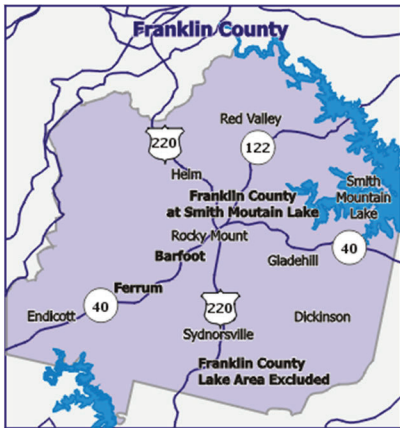 Franklin County
Red Valley
220
122
Helm
Smith
Mountain
Lake
Franklin County
at Smith Moutain Lake
Rocky Mount
40
Barfoot
Gladehill
Ferrum
40
220
Endicott
Dickinson
Sydnorsville
Franklin County
Lake Area Excluded